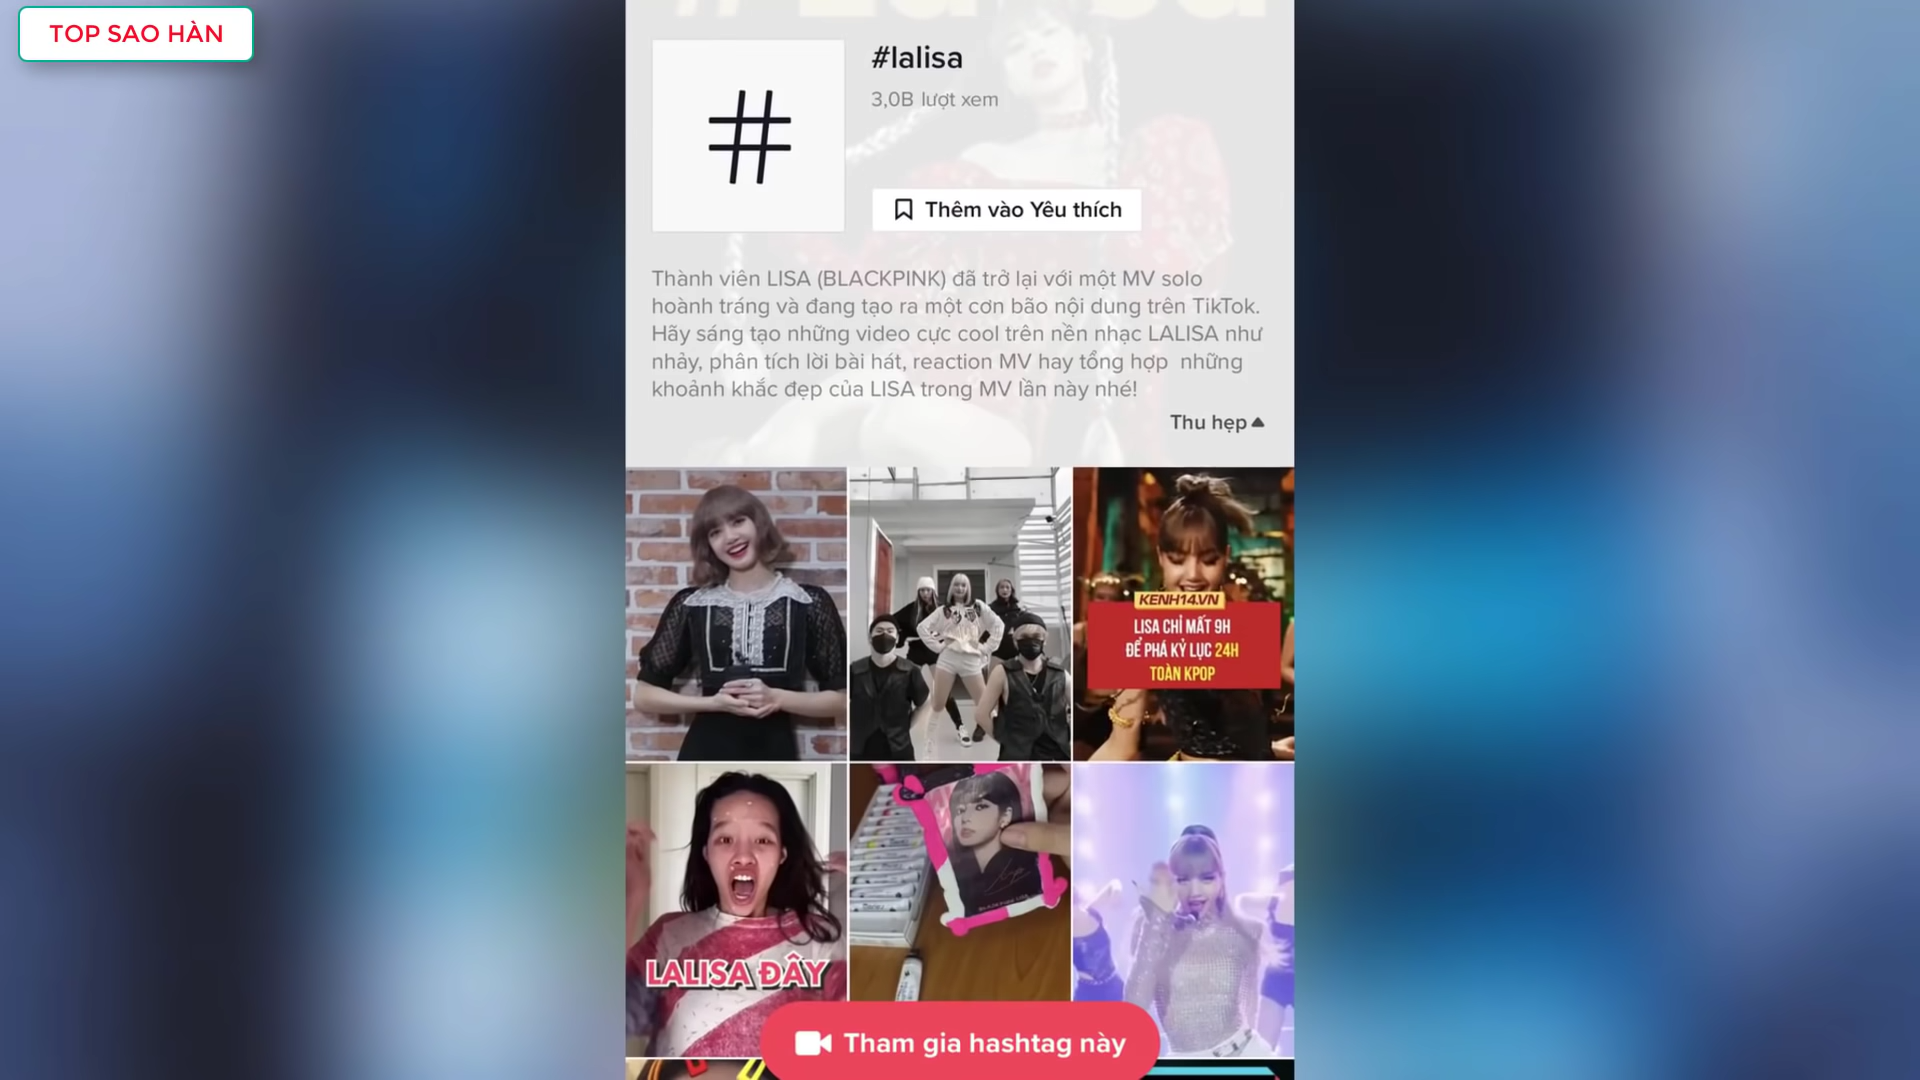 TOP SAO HÀN
#lalisa
3,0B lượt xem
Thêm vào Yêu thích
Thành viên LISA (BLACKPINK) đã trở lại với một MV solo
hoành tráng và đang tạo ra một cơn bão nội dung trên TikTok.
Hãy sáng tạo những video cực cool trên nền nhạc LALISA như
nhảy, phân tích lời bài hát, reaction MV hay tổng hợp  những
khoảnh khắc đẹp của LISA trong MV lần này nhé!
Thu hẹp
KENH14.VN
LISA CHỈ MẤT 9H
ĐỂ PHÁ KỶ LỤC 24H
TOÀN KPOP
LALISA ĐÂY
Tham gia hashtag này